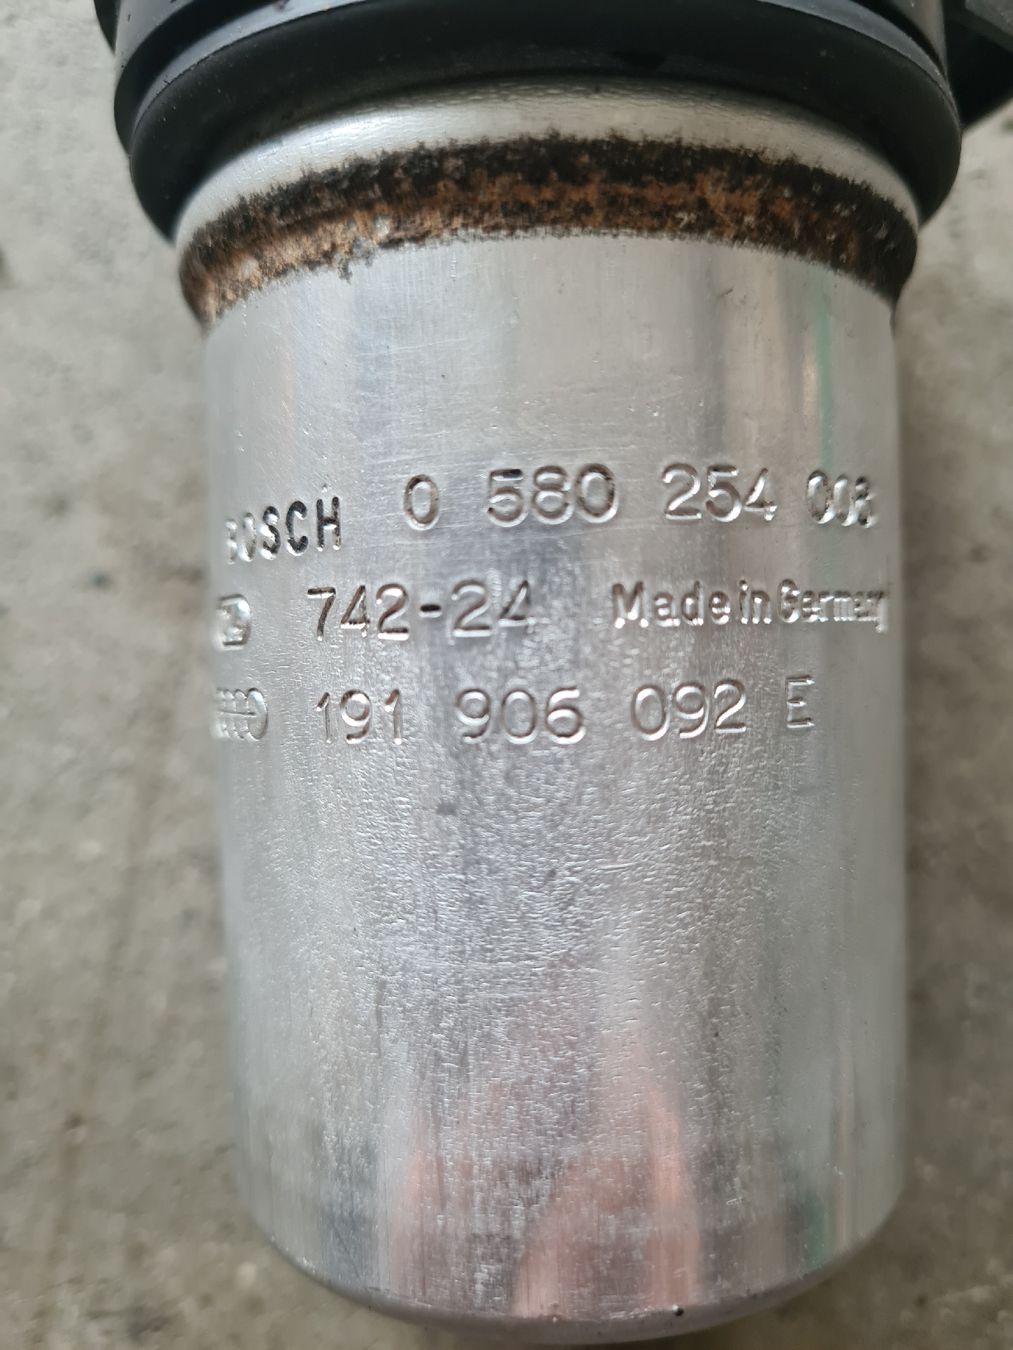 BOSCH 0 580 254 008
742-24 Made in Germany
191 906 092 E